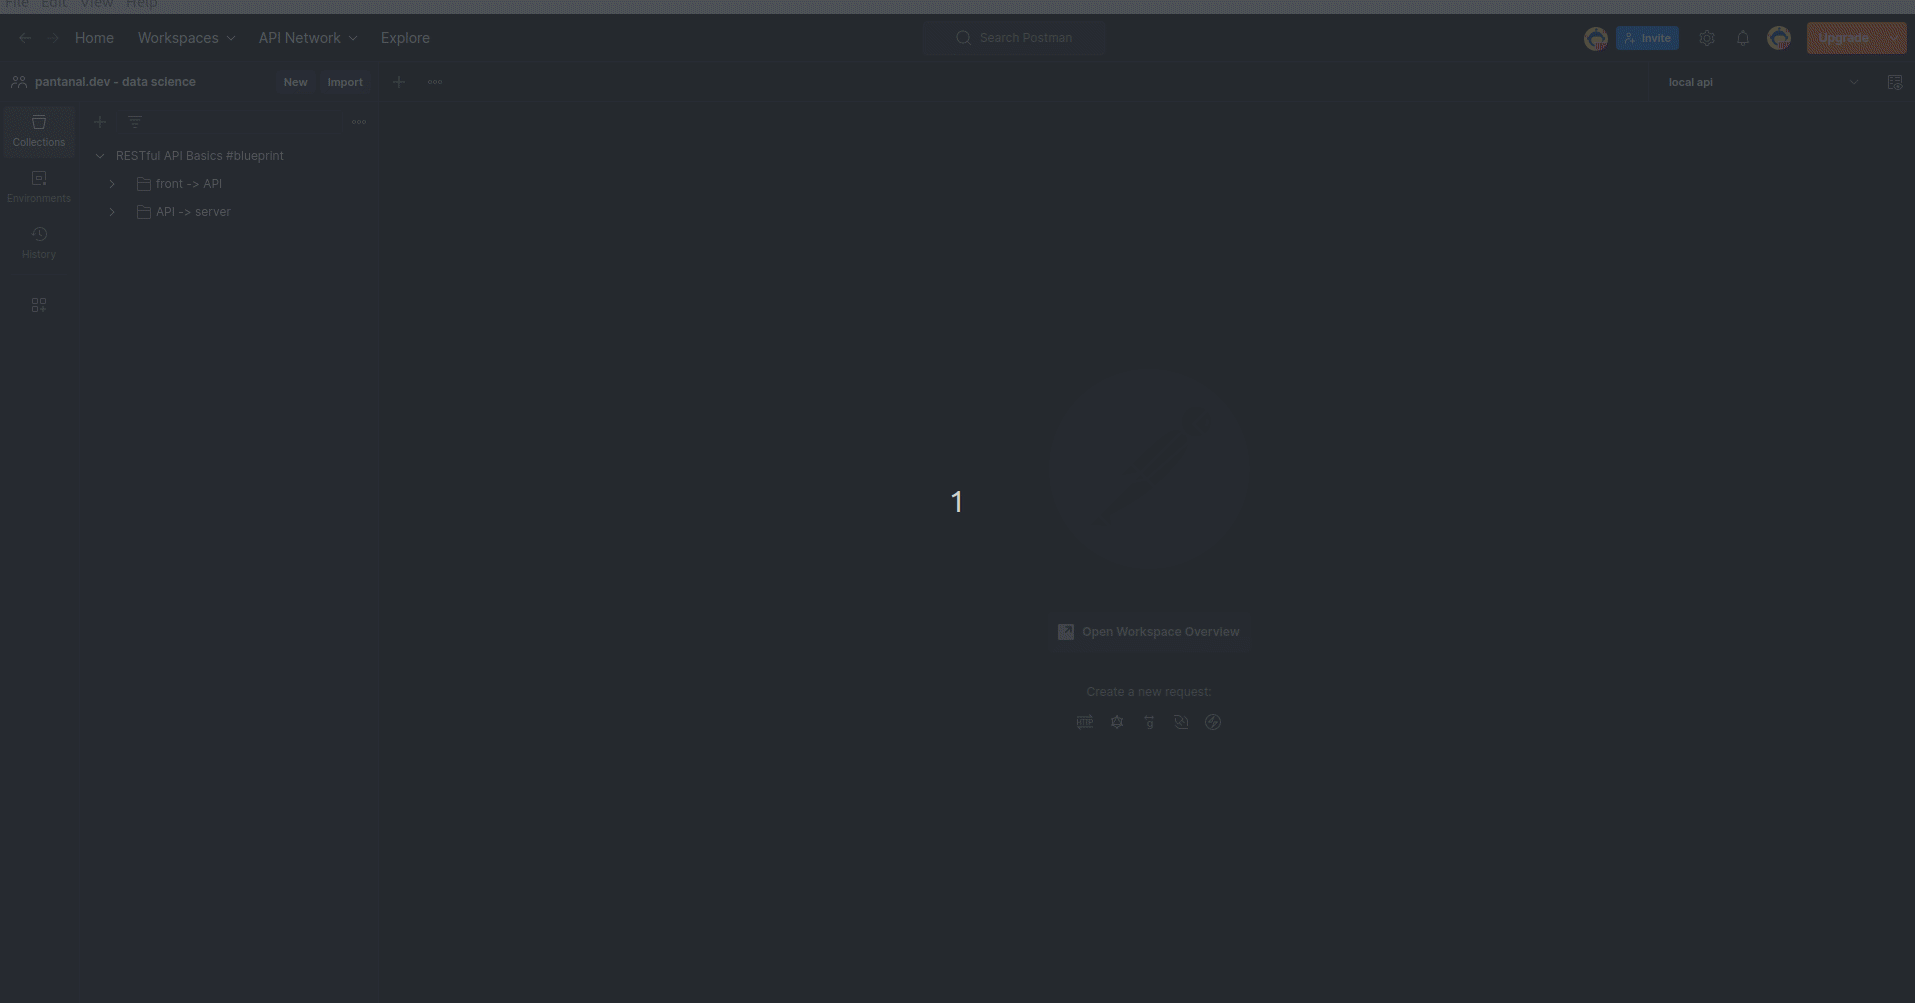 File Edit View Help
Home Workspaces API Network Explore Search Postman Invite Upgrade
pantanal.dev - data science New Import local api
Collections
RESTful API Basics #blueprint
front -> API
Environments
API -> server
History
1
Open Workspace Overview
Create a new request:
HTTP
g